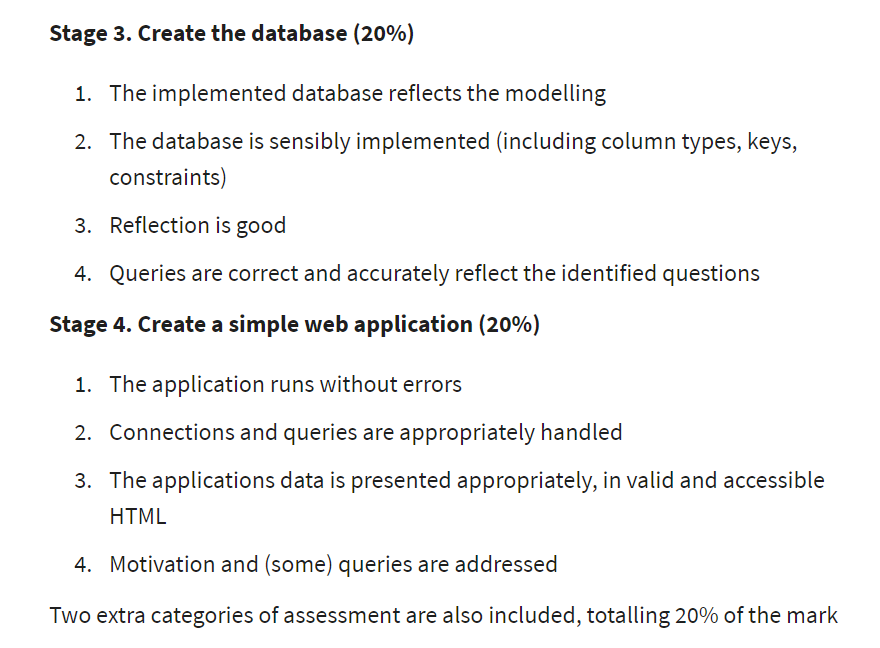 Stage 3. Create the database (20%)
1. The implemented database reflects the modelling
2. The database is sensibly implemented (including column types, keys,
constraints)
3. Reflection is good
4. Queries are correct and accurately reflect the identified questions
Stage 4. Create a simple web application (20%)
1. The application runs without errors
2. Connections and queries are appropriately handled
3. The applications data is presented appropriately, in valid and accessible
HTML
4. Motivation and (some) queries are addressed
Two extra categories of assessment are also included, totalling 20% of the mark